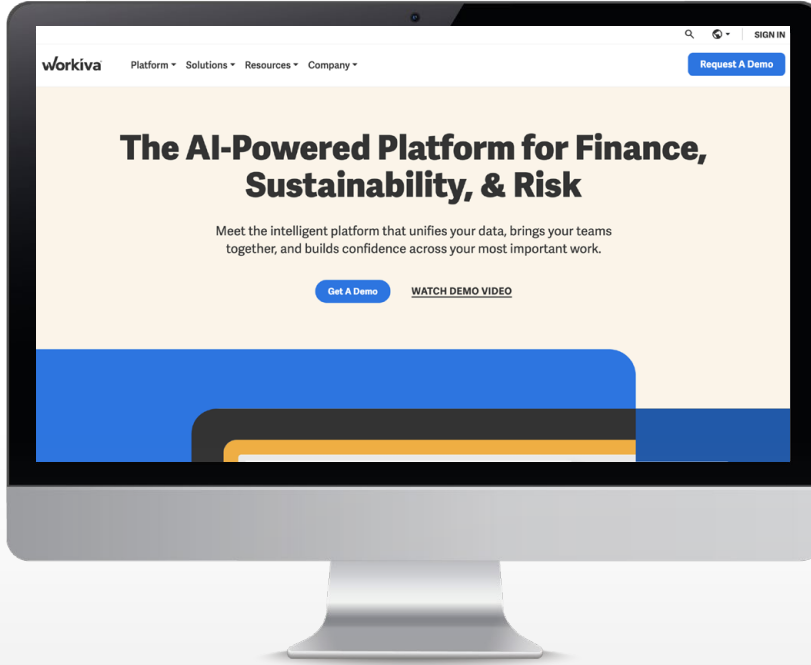 SIGN IN
workiva
Platform
Solutions
Resources
Company
Request A Demo
The AI-Powered Platform for Finance,
Sustainability, & Risk
Meet the intelligent platform that unifies your data, brings your teams
together, and builds confidence across your most important work.
Get A Demo
WATCH DEMO VIDEO